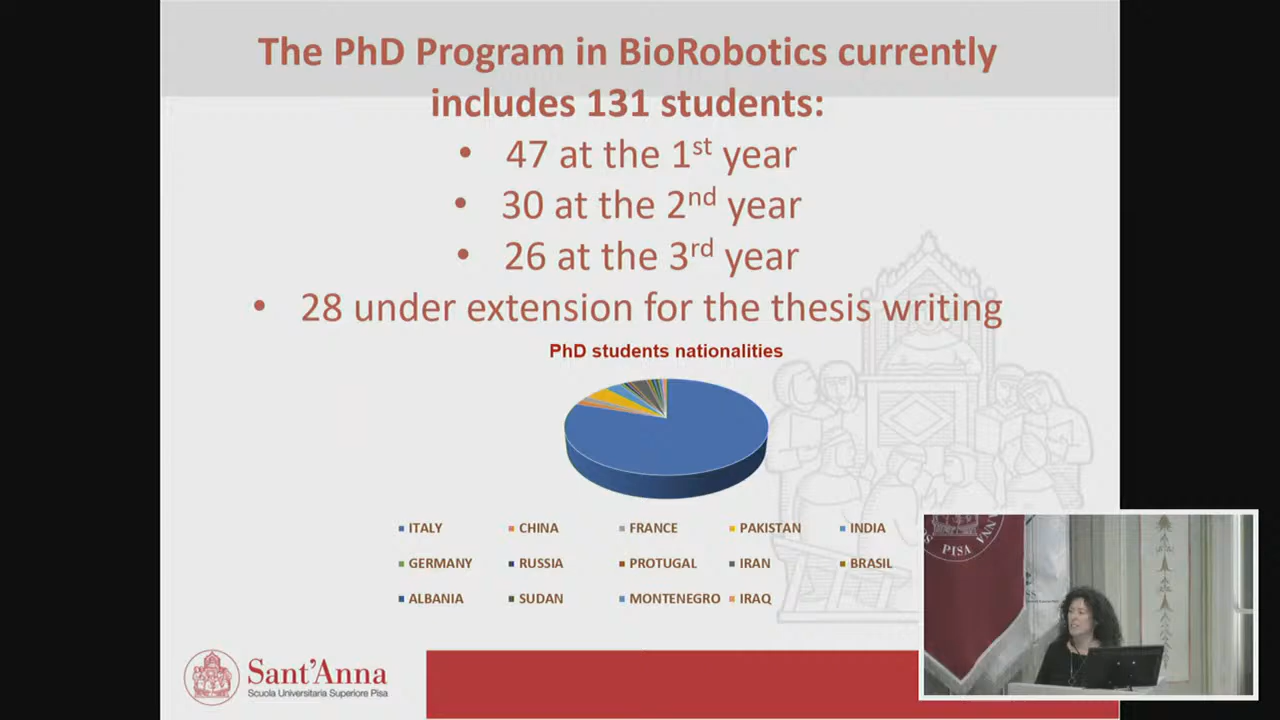 The PhD Program in BioRobotics currently
includes 131 students:
• 47 at the 1st year
• 30 at the 2nd year
• 26 at the 3rd year
• 28 under extension for the thesis writing
PhD students nationalities
ITALY CHINA FRANCE PAKISTAN INDIA
GERMANY RUSSIA PROTUGAL IRAN BRASIL
ALBANIA SUDAN MONTENEGRO IRAQ
Sant'Anna
Scuola Universitaria Superiore Pisa
PISA